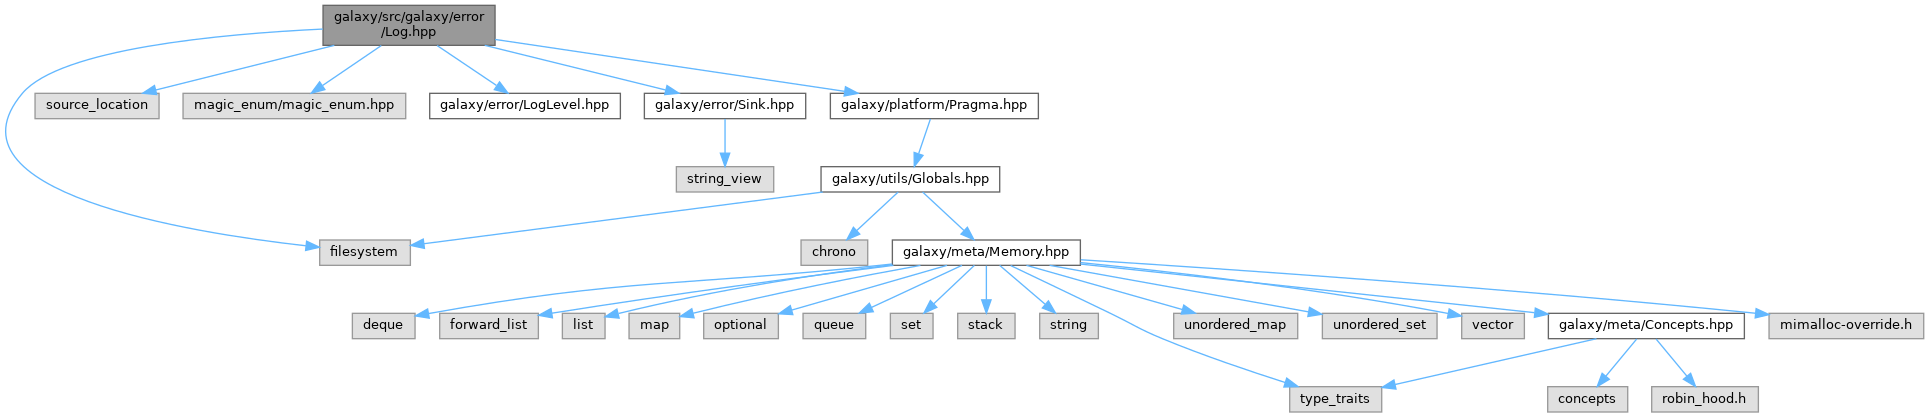 galaxy/src/galaxy/error
/Log.hpp
source_location
magic_enum/magic_enum.hpp
galaxy/error/LogLevel.hpp
galaxy/error/Sink.hpp
galaxy/platform/Pragma.hpp
string_view
galaxy/utils/Globals.hpp
filesystem
chrono
galaxy/meta/Memory.hpp
deque
forward_list
list
map
optional
queue
set
stack
string
unordered_map
unordered_set
vector
galaxy/meta/Concepts.hpp
mimalloc-override.h
type_traits
concepts
robin_hood.h